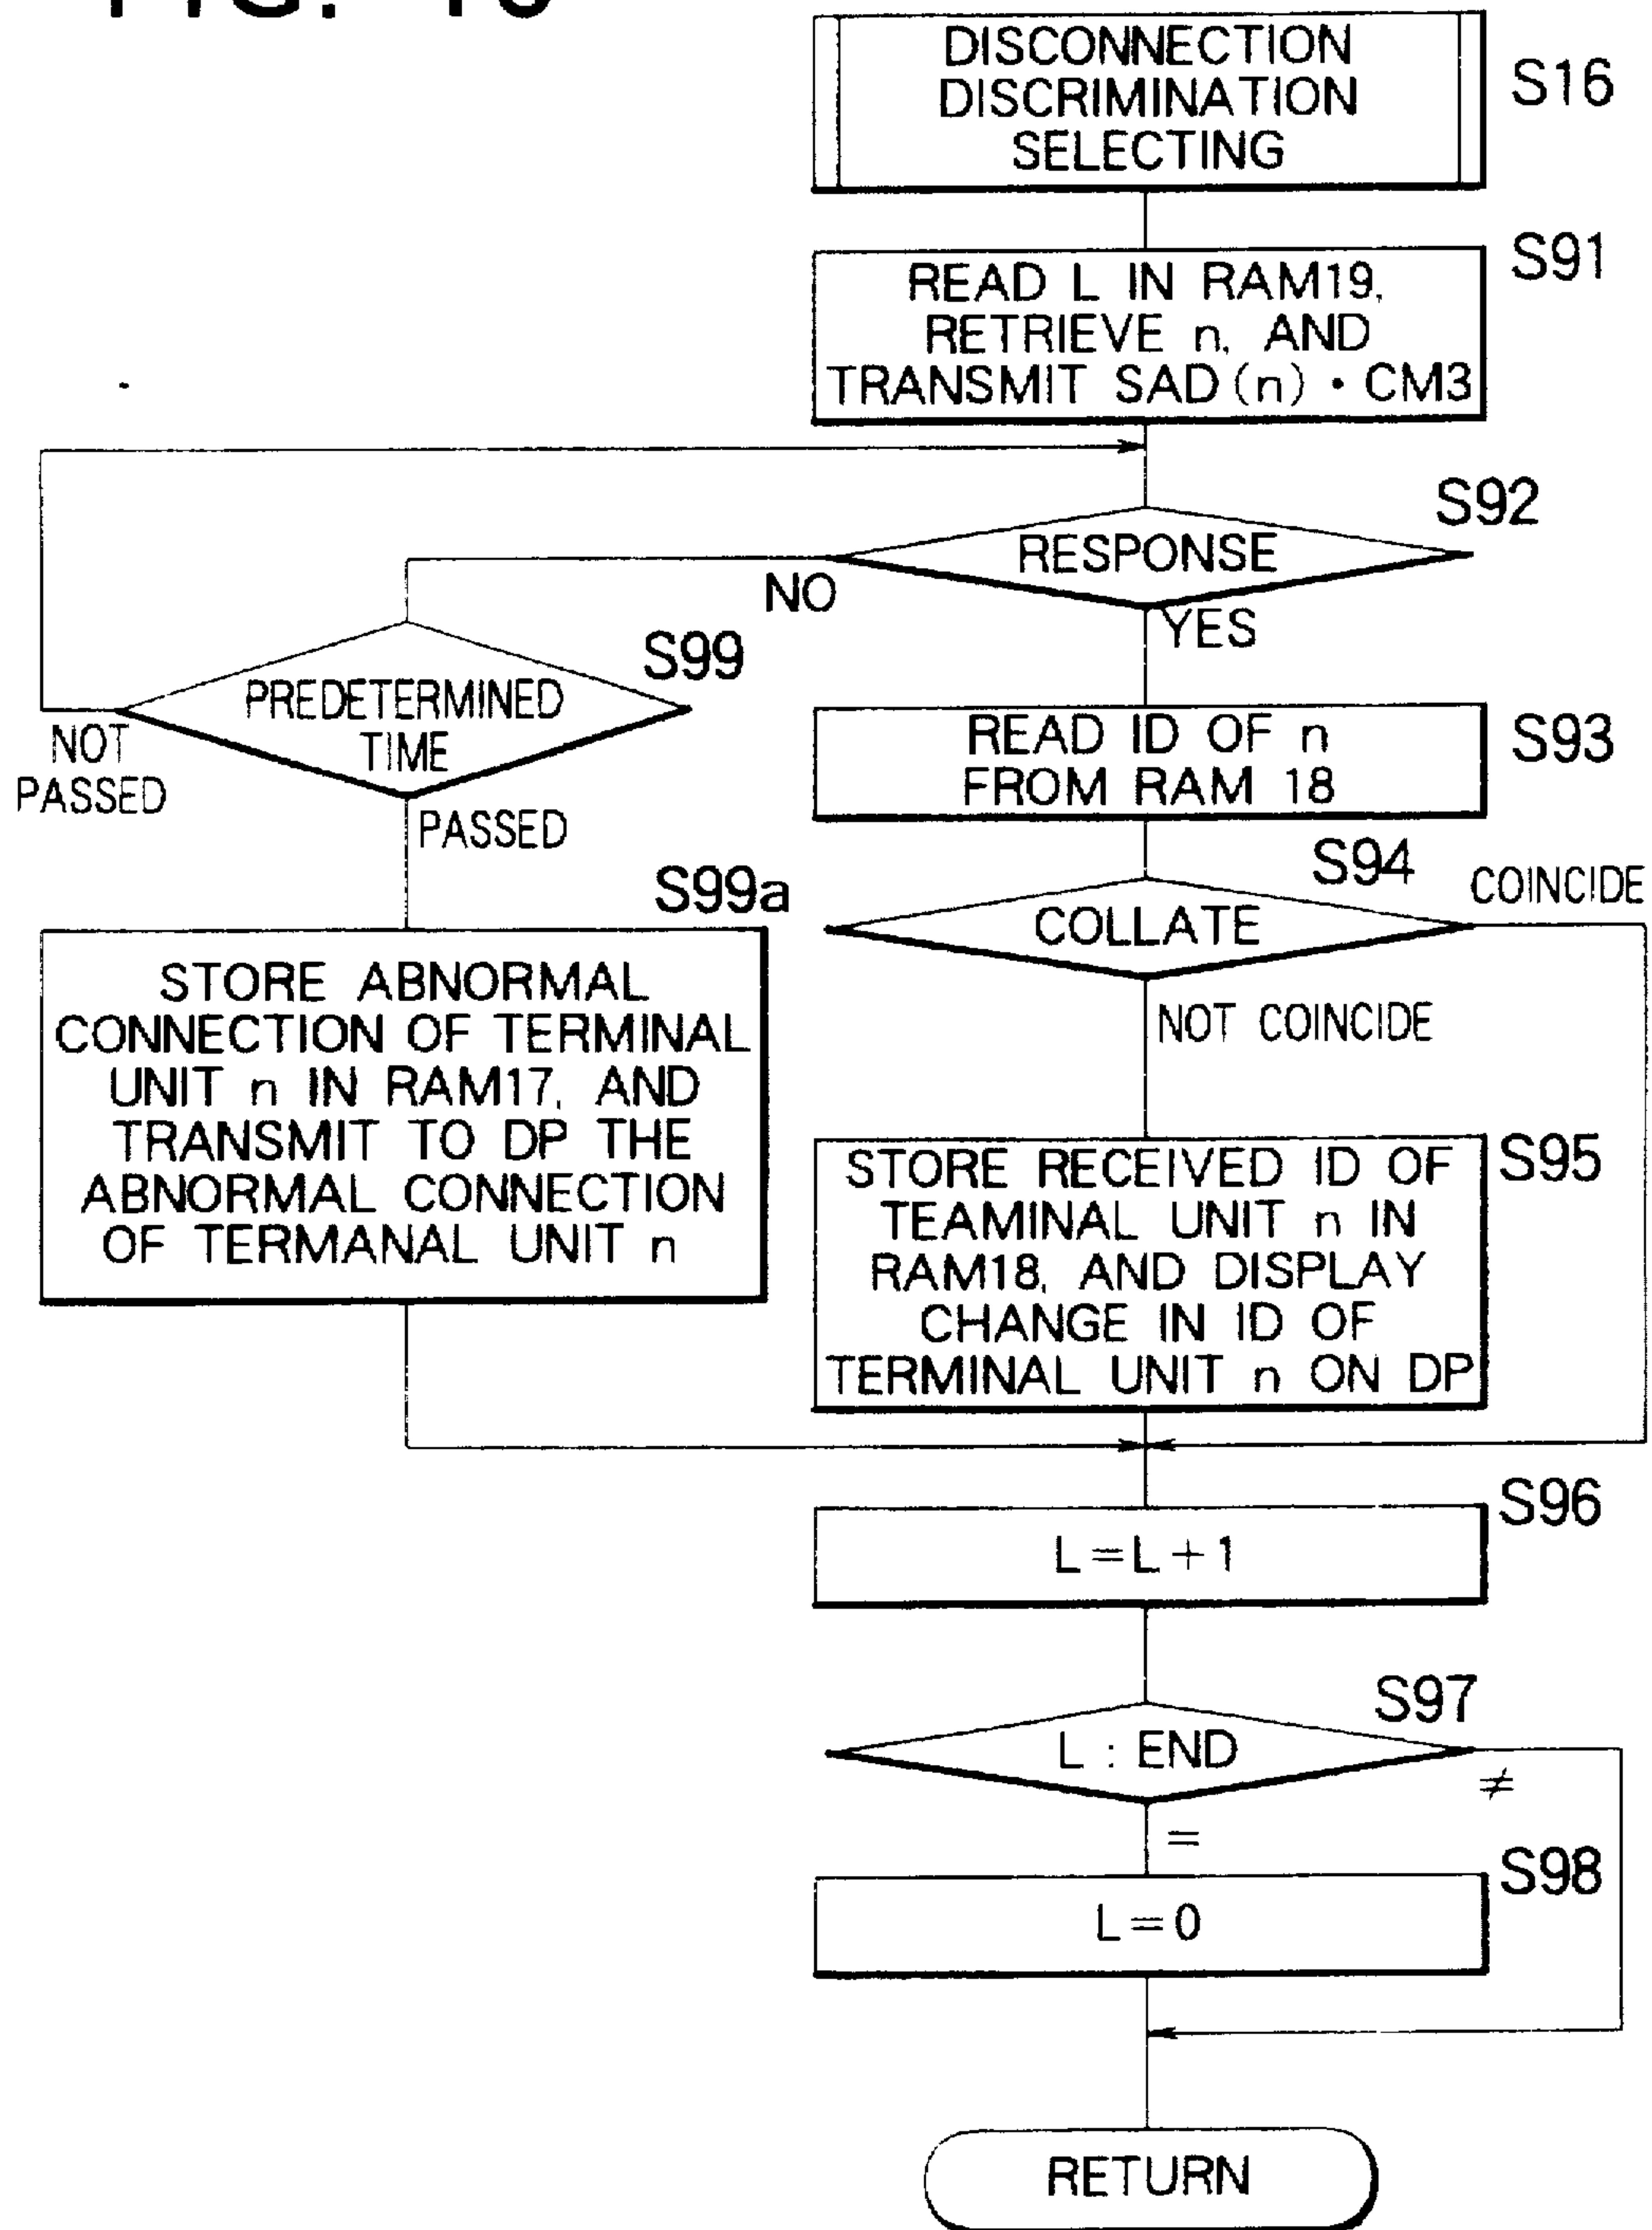 DISCONNECTION
DISCRIMINATION
SELECTING
S16
S91
READ L IN RAM19,
RETRIEVE n, AND
TRANSMIT SAD(n)・CM3
S92
RESPONSE
NO
YES
S99
PREDETERMINED
TIME
NOT
PASSED
PASSED
S93
READ ID OF n
FROM RAM 18
S94
COLLATE
COINCIDE
NOT COINCIDE
S99a
STORE ABNORMAL
CONNECTION OF TERMINAL
UNIT n IN RAM17, AND
TRANSMIT TO DP THE
ABNORMAL CONNECTION
OF TERMANAL UNIT n
S95
STORE RECEIVED ID OF
TEAMINAL UNIT n IN
RAM18, AND DISPLAY
CHANGE IN ID OF
TERMINAL UNIT n ON DP
S96
L=L+1
S97
L : END
≠
=
S98
L=0
RETURN